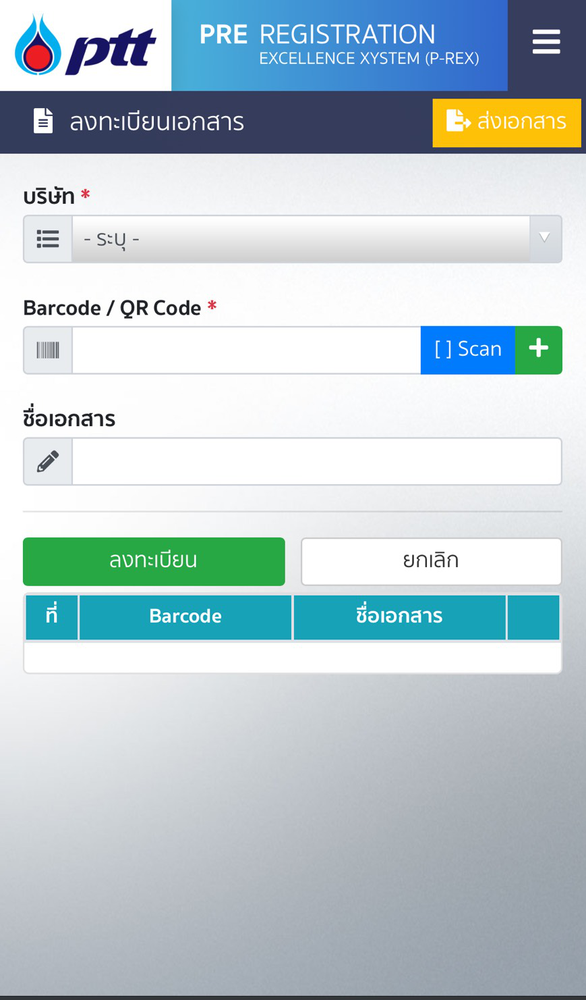 ptt
PRE REGISTRATION
EXCELLENCE XYSTEM (P-REX)
ลงทะเบียนเอกสาร
ส่งเอกสาร
บริษัท *
- ระบุ -
Barcode / QR Code *
[ ] Scan
ชื่อเอกสาร
ลงทะเบียน ยกเลิก
ที่ Barcode ชื่อเอกสาร